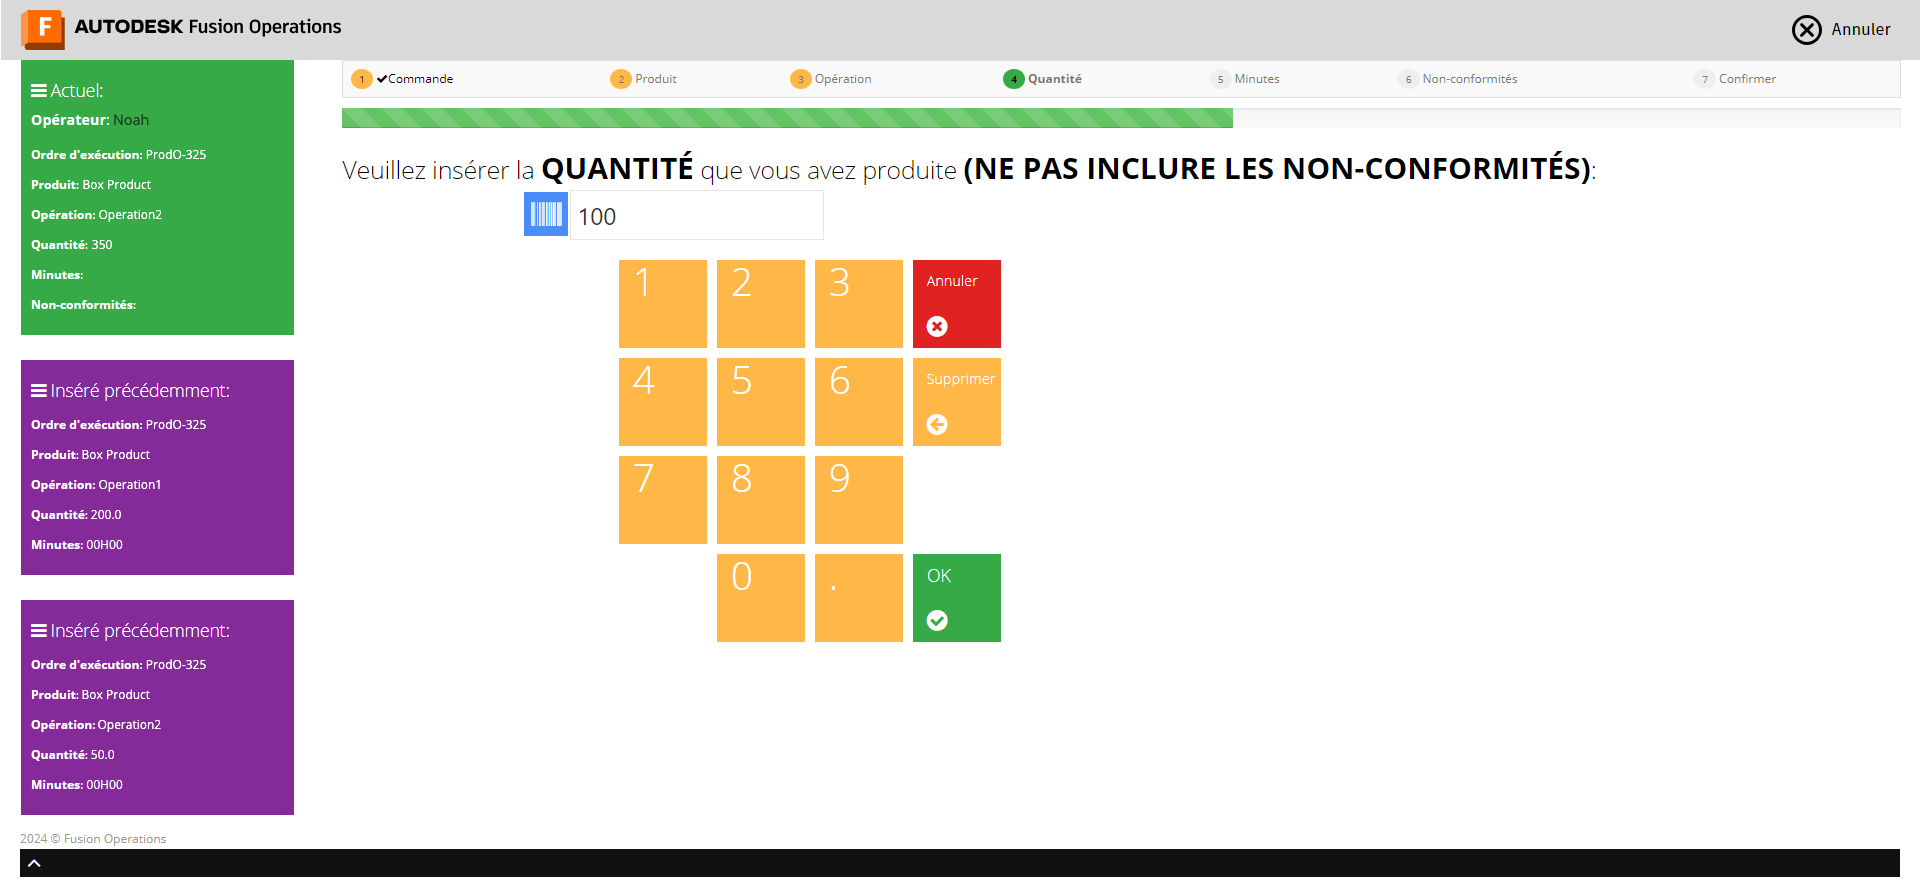 F AUTODESK Fusion Operations
Annuler
Actuel:
Opérateur: Noah
Ordre d'exécution: ProdO-325
Produit: Box Product
Opération: Operation2
Quantité: 350
Minutes:
Non-conformités:
Inséré précédemment:
Ordre d'exécution: ProdO-325
Produit: Box Product
Opération: Operation1
Quantité: 200.0
Minutes: 00H00
Inséré précédemment:
Ordre d'exécution: ProdO-325
Produit: Box Product
Opération: Operation2
Quantité: 50.0
Minutes: 00H00
1 Commande 2 Produit 3 Opération 4 Quantité 5 Minutes 6 Non-conformités 7 Confirmer
Veuillez insérer la QUANTITÉ que vous avez produite (NE PAS INCLURE LES NON-CONFORMITÉS):
100
1 2 3 Annuler
4 5 6 Supprimer
7 8 9
0 . OK
2024 © Fusion Operations